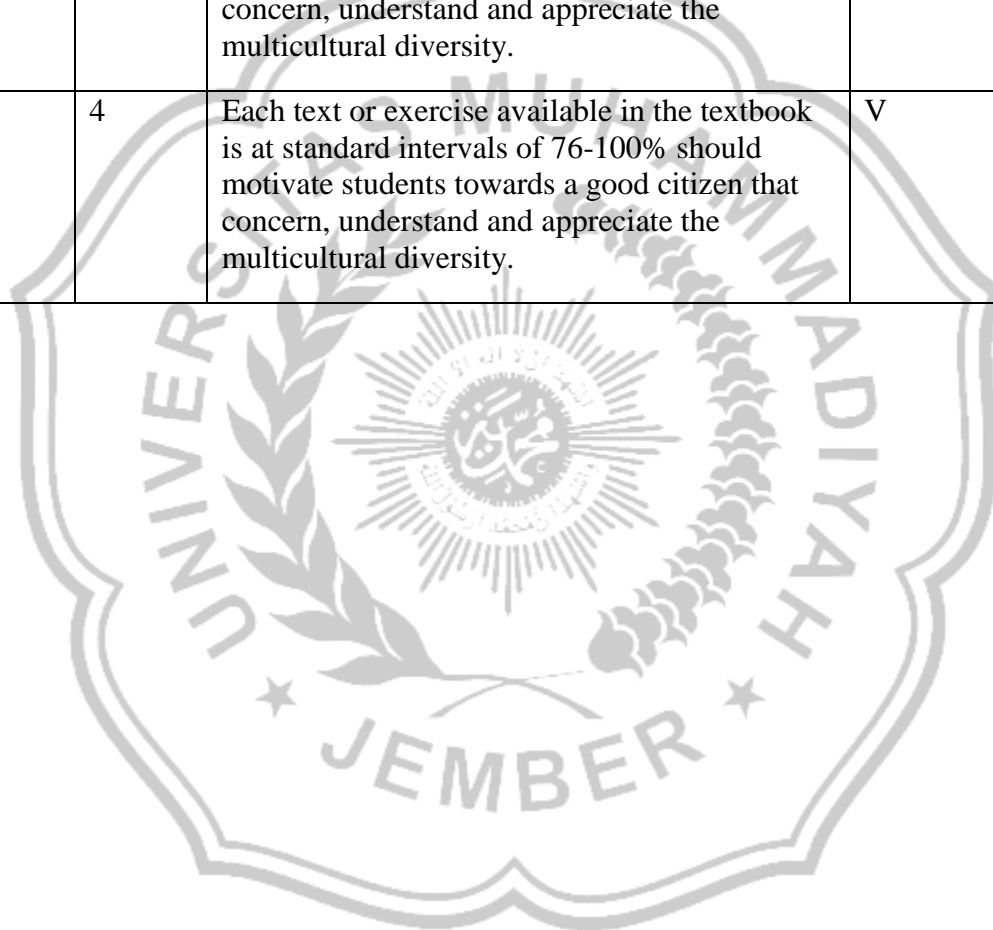 concern, understand and appreciate the
multicultural diversity.
4 Each text or exercise available in the textbook V
is at standard intervals of 76-100% should
motivate students towards a good citizen that
concern, understand and appreciate the
multicultural diversity.
UNIVERSITAS MUHAMMADIYAH
JEMBER